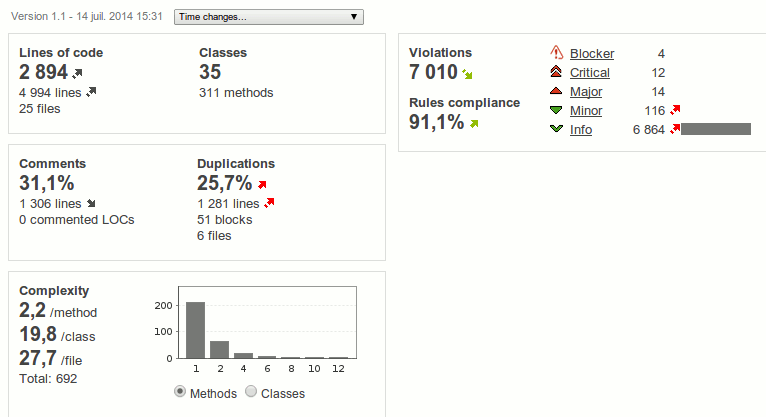 Version 1.1 - 14 juil. 2014 15:31 Time changes...
Lines of code
2 894
4 994 lines
25 files
Classes
35
311 methods
Comments
31,1%
1 306 lines
0 commented LOCs
Duplications
25,7%
1 281 lines
51 blocks
6 files
Complexity
2,2 /method
19,8 /class
27,7 /file
Total: 692
200
100
0
1 2 4 6 8 10 12
Methods Classes
Violations
7 010
Rules compliance
91,1%
Blocker 4
Critical 12
Major 14
Minor 116
Info 6 864